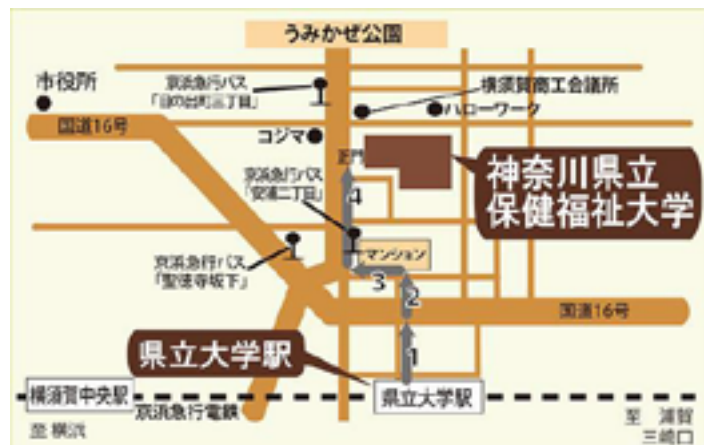 うみかぜ公園
市役所
京浜急行バス
「日の出町三丁目」
横須賀商工会議所
ハローワーク
国道16号
コジマ
正門
神奈川県立
保健福祉大学
京浜急行バス
「安浦二丁目」
4
マンション
京浜急行バス
「聖徳寺坂下」
3
2
国道16号
県立大学駅
1
横須賀中央駅
京浜急行電鉄
県立大学駅
至 横浜
至 浦賀
三崎口